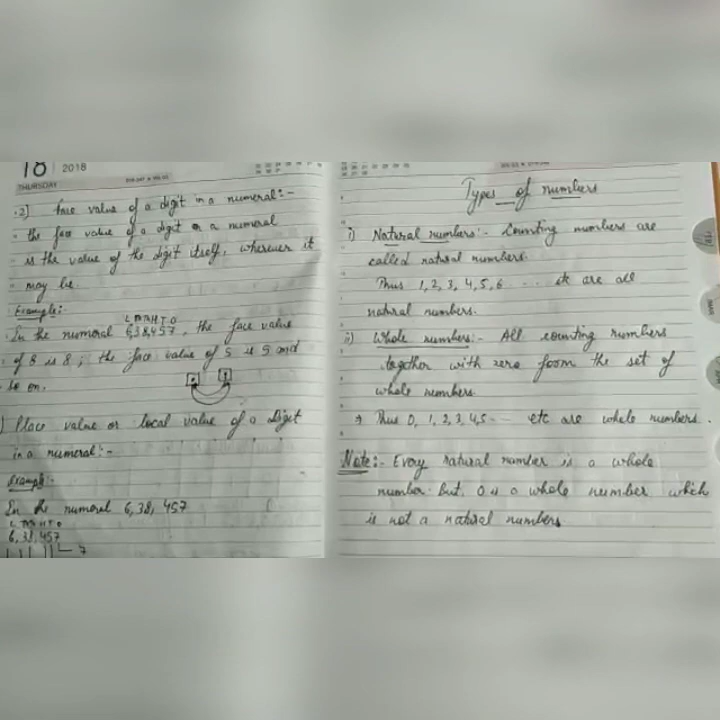 18 2018
THURSDAY
2] Face value of a digit in a numeral:-
the face value of a digit in a numeral
is the value of the digit itself, wherever it
may be.
Example:-
L TTH TH H T O
In the numeral 6,38,457, the face value
of 8 is 8; the face value of 5 is 5 and
so on.
) Place value or local value of a Digit
in a numeral:-
Example:-
In the numeral 6,38,457
6,38,457
7
Types of numbers
i) Natural numbers:- Counting numbers are
called natural numbers.
Thus 1,2,3,4,5,6 .... etc are all
natural numbers.
ii) Whole numbers:- All counting numbers
together with zero foom the set of
whole numbers.
→ Thus 0, 1, 2, 3, 4, 5 -- etc are whole numbers.
Note:- Every natural number is a whole
number but, 0 is a whole number which
is not a natural numbers.